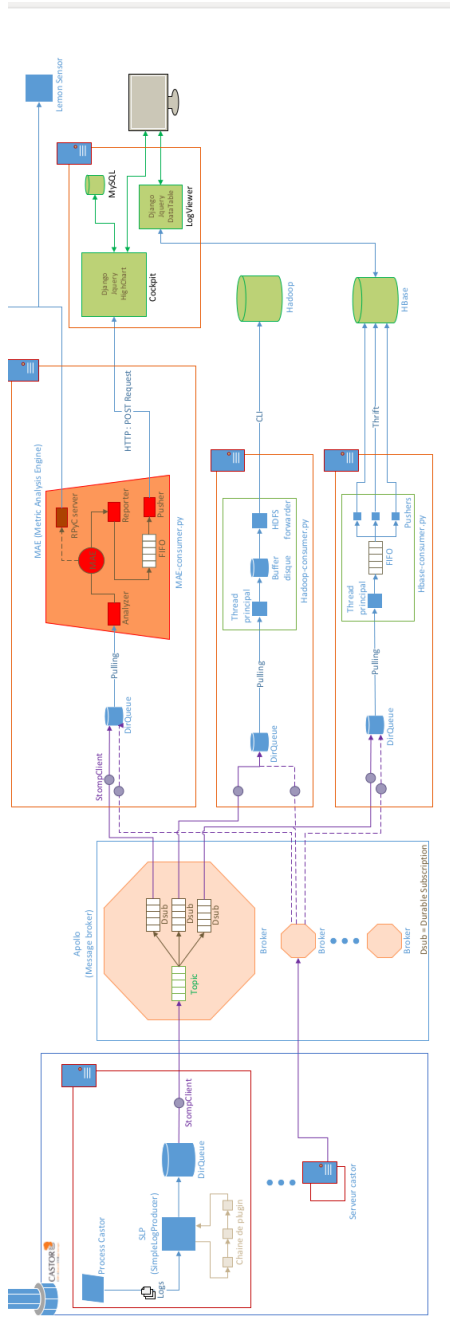 CASTOR
Process Castor
Logs
SLP
(SimpleLogProducer)
Chaine de plugin
DirQueue
StompClient
Serveur castor
Apollo
(Message broker)
Topic
Dsub
Dsub
Dsub
Broker
Broker
Broker
Dsub = Durable Subscription
StompClient
DirQueue
Pulling
MAE (Metric Analysis Engine)
Analyzer
RPyC server
Reporter
FIFO
Pusher
MAE-consumer.py
HTTP : POST Request
Lemon Sensor
Django
Jquery
HighChart
Cockpit
MySQL
Django
Jquery
DataTable
LogViewer
DirQueue
Pulling
Thread
principal
Buffer
disque
HDFS
forwarder
Hadoop-consumer.py
CLI
Hadoop
DirQueue
Pulling
Thread
principal
FIFO
Pushers
Hbase-consumer.py
Thrift
HBase